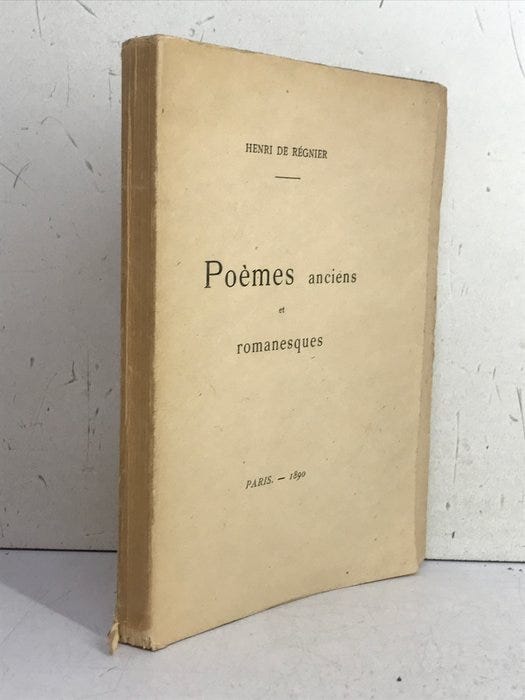 HENRI DE RÉGNIER
Poèmes anciens
et
romanesques
PARIS. — 1890